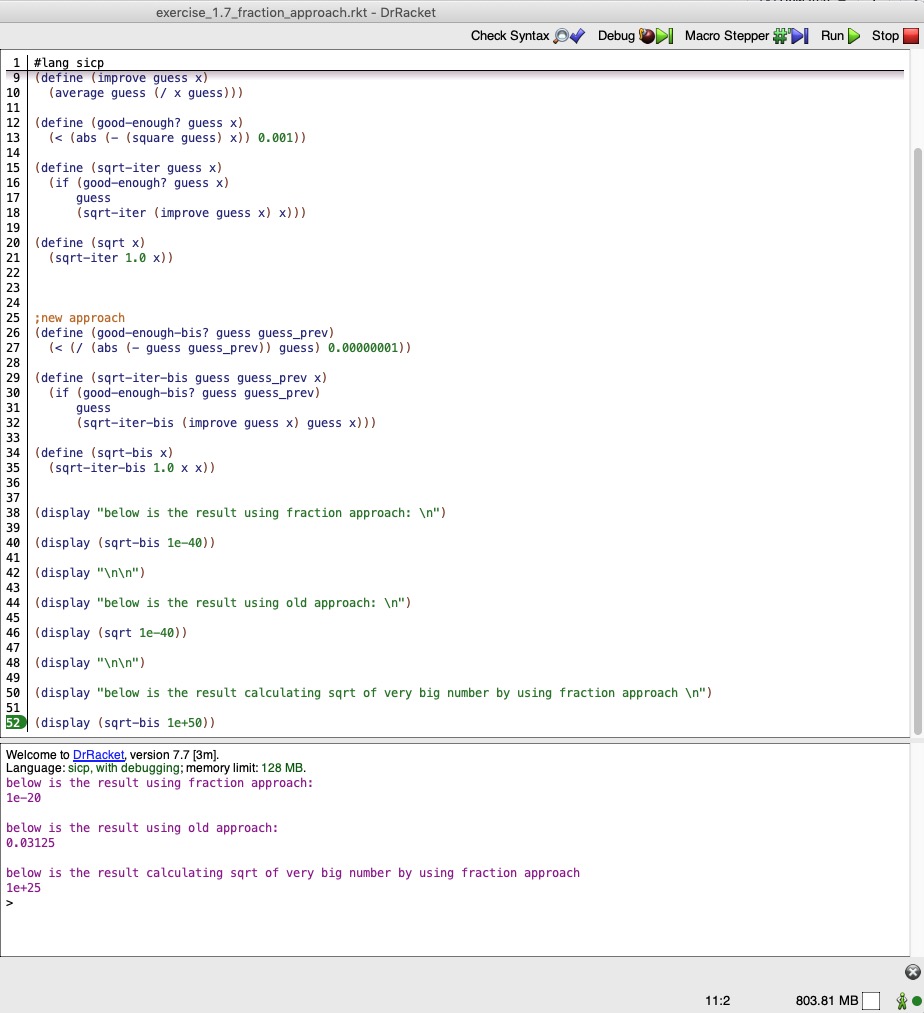 exercise_1.7_fraction_approach.rkt - DrRacket
Check Syntax Debug Macro Stepper Run Stop
1 #lang sicp
9 (define (improve guess x)
10 (average guess (/ x guess)))
11
12 (define (good-enough? guess x)
13 (< (abs (- (square guess) x)) 0.001))
14
15 (define (sqrt-iter guess x)
16 (if (good-enough? guess x)
17 guess
18 (sqrt-iter (improve guess x) x)))
19
20 (define (sqrt x)
21 (sqrt-iter 1.0 x))
22
23
24
25 ;new approach
26 (define (good-enough-bis? guess guess_prev)
27 (< (/ (abs (- guess guess_prev)) guess) 0.00000001))
28
29 (define (sqrt-iter-bis guess guess_prev x)
30 (if (good-enough-bis? guess guess_prev)
31 guess
32 (sqrt-iter-bis (improve guess x) guess x)))
33
34 (define (sqrt-bis x)
35 (sqrt-iter-bis 1.0 x x))
36
37
38 (display "below is the result using fraction approach: \n")
39
40 (display (sqrt-bis 1e-40))
41
42 (display "\n\n")
43
44 (display "below is the result using old approach: \n")
45
46 (display (sqrt 1e-40))
47
48 (display "\n\n")
49
50 (display "below is the result calculating sqrt of very big number by using fraction approach \n")
51
52 (display (sqrt-bis 1e+50))
Welcome to DrRacket, version 7.7 [3m].
Language: sicp, with debugging; memory limit: 128 MB.
below is the result using fraction approach:
1e-20
below is the result using old approach:
0.03125
below is the result calculating sqrt of very big number by using fraction approach
1e+25
>
11:2 803.81 MB